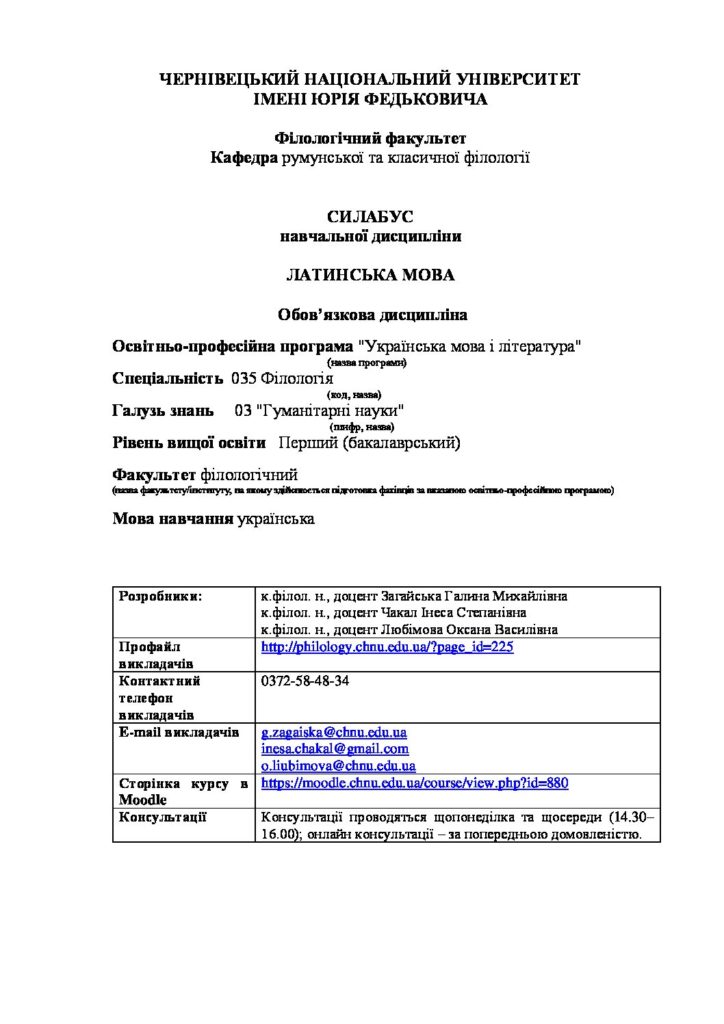 ЧЕРНІВЕЦЬКИЙ НАЦІОНАЛЬНИЙ УНІВЕРСИТЕТ
ІМЕНІ ЮРІЯ ФЕДЬКОВИЧА
Філологічний факультет
Кафедра румунської та класичної філології
СИЛАБУС
навчальної дисципліни
ЛАТИНСЬКА МОВА
Обов’язкова дисципліна
Освітньо-професійна програма "Українська мова і література"
(назва програми)
Спеціальність 035 Філологія
(код, назва)
Галузь знань 03 "Гуманітарні науки"
(шифр, назва)
Рівень вищої освіти Перший (бакалаврський)
Факультет філологічний
(назва факультету/інституту, на якому здійснюється підготовка фахівців за вказаною освітньо-професійною програмою)
Мова навчання українська
Розробники:
к.філол. н., доцент Загайська Галина Михайлівна
к.філол. н., доцент Чакал Інеса Степанівна
к.філол. н., доцент Любімова Оксана Василівна
Профайл
викладачів
http://philology.chnu.edu.ua/?page_id=225
Контактний
телефон
викладачів
0372-58-48-34
E-mail викладачів
g.zagaiska@chnu.edu.ua
inesa.chakal@gmail.com
o.liubimova@chnu.edu.ua
Сторінка курсу в
Moodle
https://moodle.chnu.edu.ua/course/view.php?id=880
Консультації
Консультації проводяться щопонеділка та щосереди (14.30–
16.00); онлайн консультації – за попередньою домовленістю.